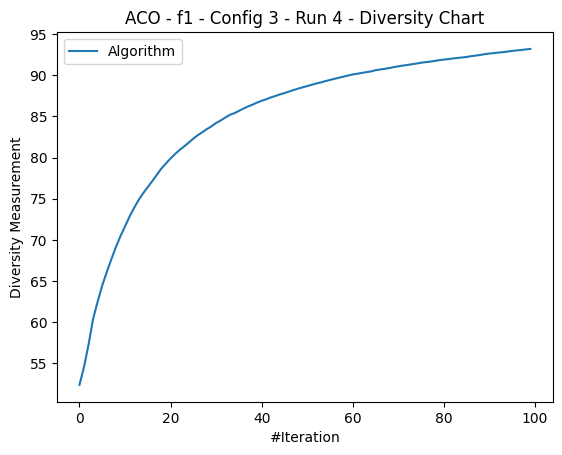 ACO - f1 - Config 3 - Run 4 - Diversity Chart
Algorithm
Diversity Measurement
95
90
85
80
75
70
65
60
55
0 20 40 60 80 100
#Iteration